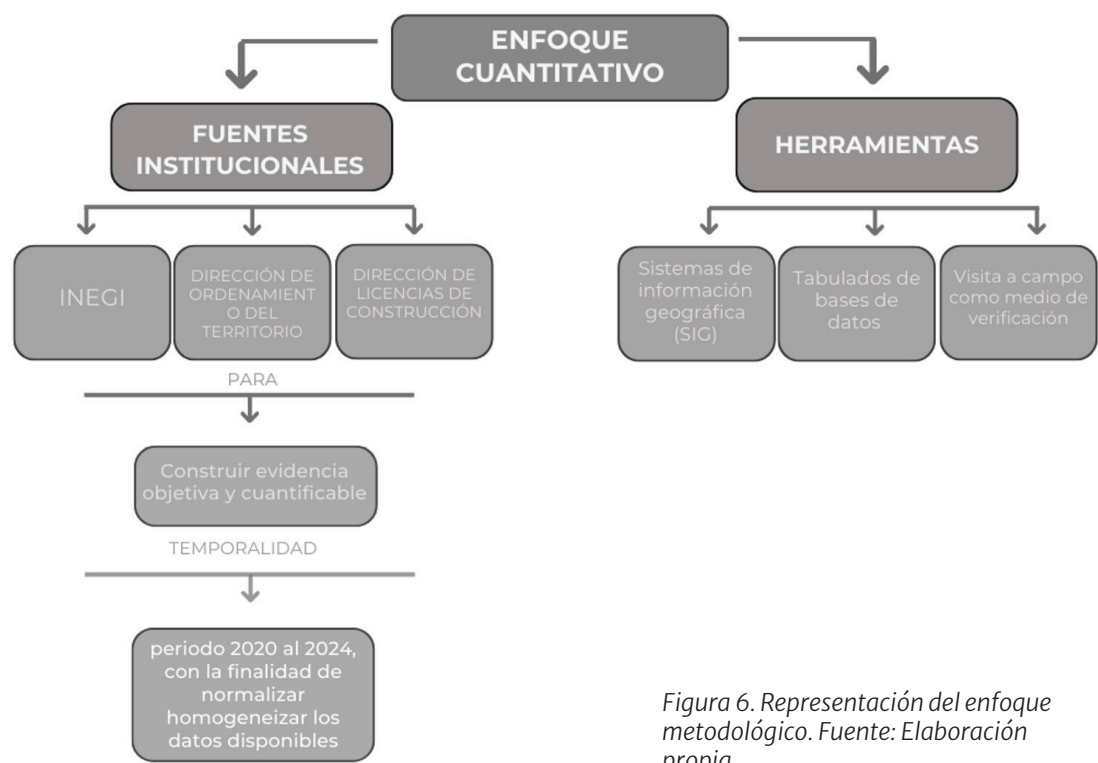 ENFOQUE
CUANTITATIVO
FUENTES
INSTITUCIONALES
HERRAMIENTAS
INEGI
DIRECCIÓN DE
ORDENAMIENT
O DEL
TERRITORIO
DIRECCIÓN DE
LICENCIAS DE
CONSTRUCCIÓN
Sistemas de
información
geográfica
(SIG)
Tabulados de
bases de
datos
Visita a campo
como medio de
verificación
PARA
Construir evidencia
objetiva y cuantificable
TEMPORALIDAD
periodo 2020 al 2024,
con la finalidad de
normalizar
homogeneizar los
datos disponibles
Figura 6. Representación del enfoque
metodológico. Fuente: Elaboración
propia